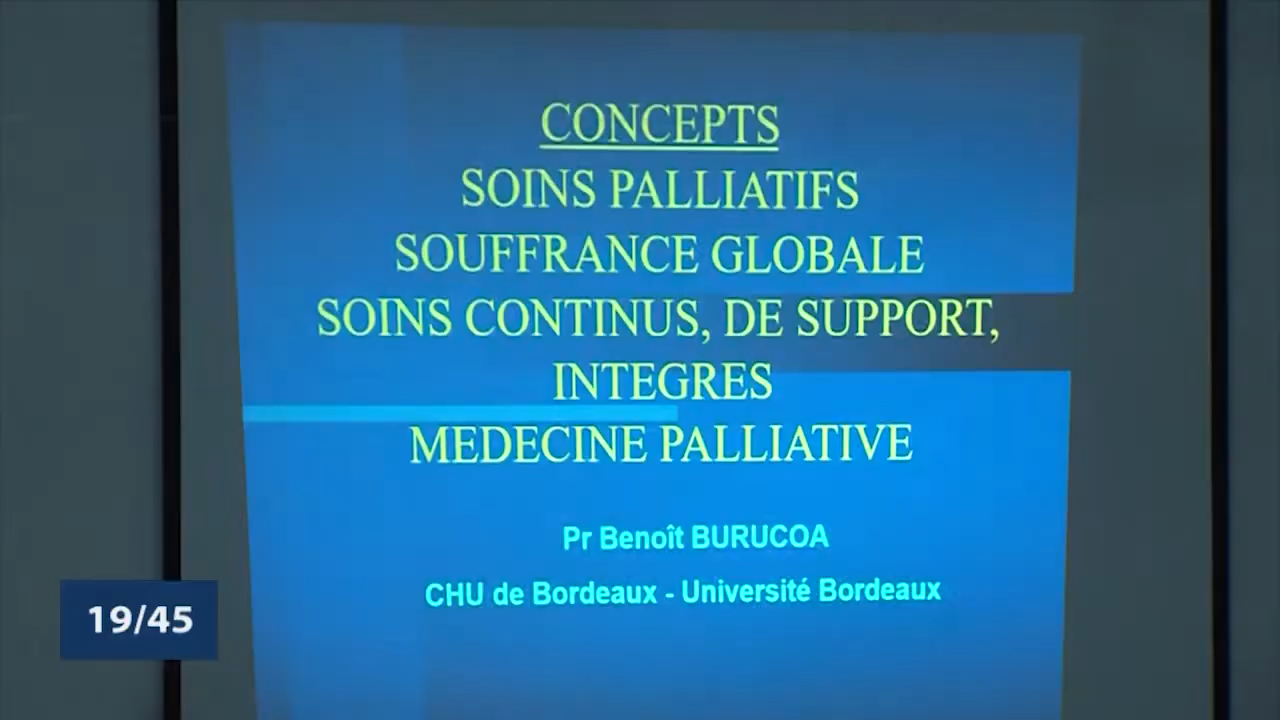 CONCEPTS
SOINS PALLIATIFS
SOUFFRANCE GLOBALE
SOINS CONTINUS, DE SUPPORT,
INTEGRES
MEDECINE PALLIATIVE
Pr Benoît BURUCOA
CHU de Bordeaux - Université Bordeaux
19/45